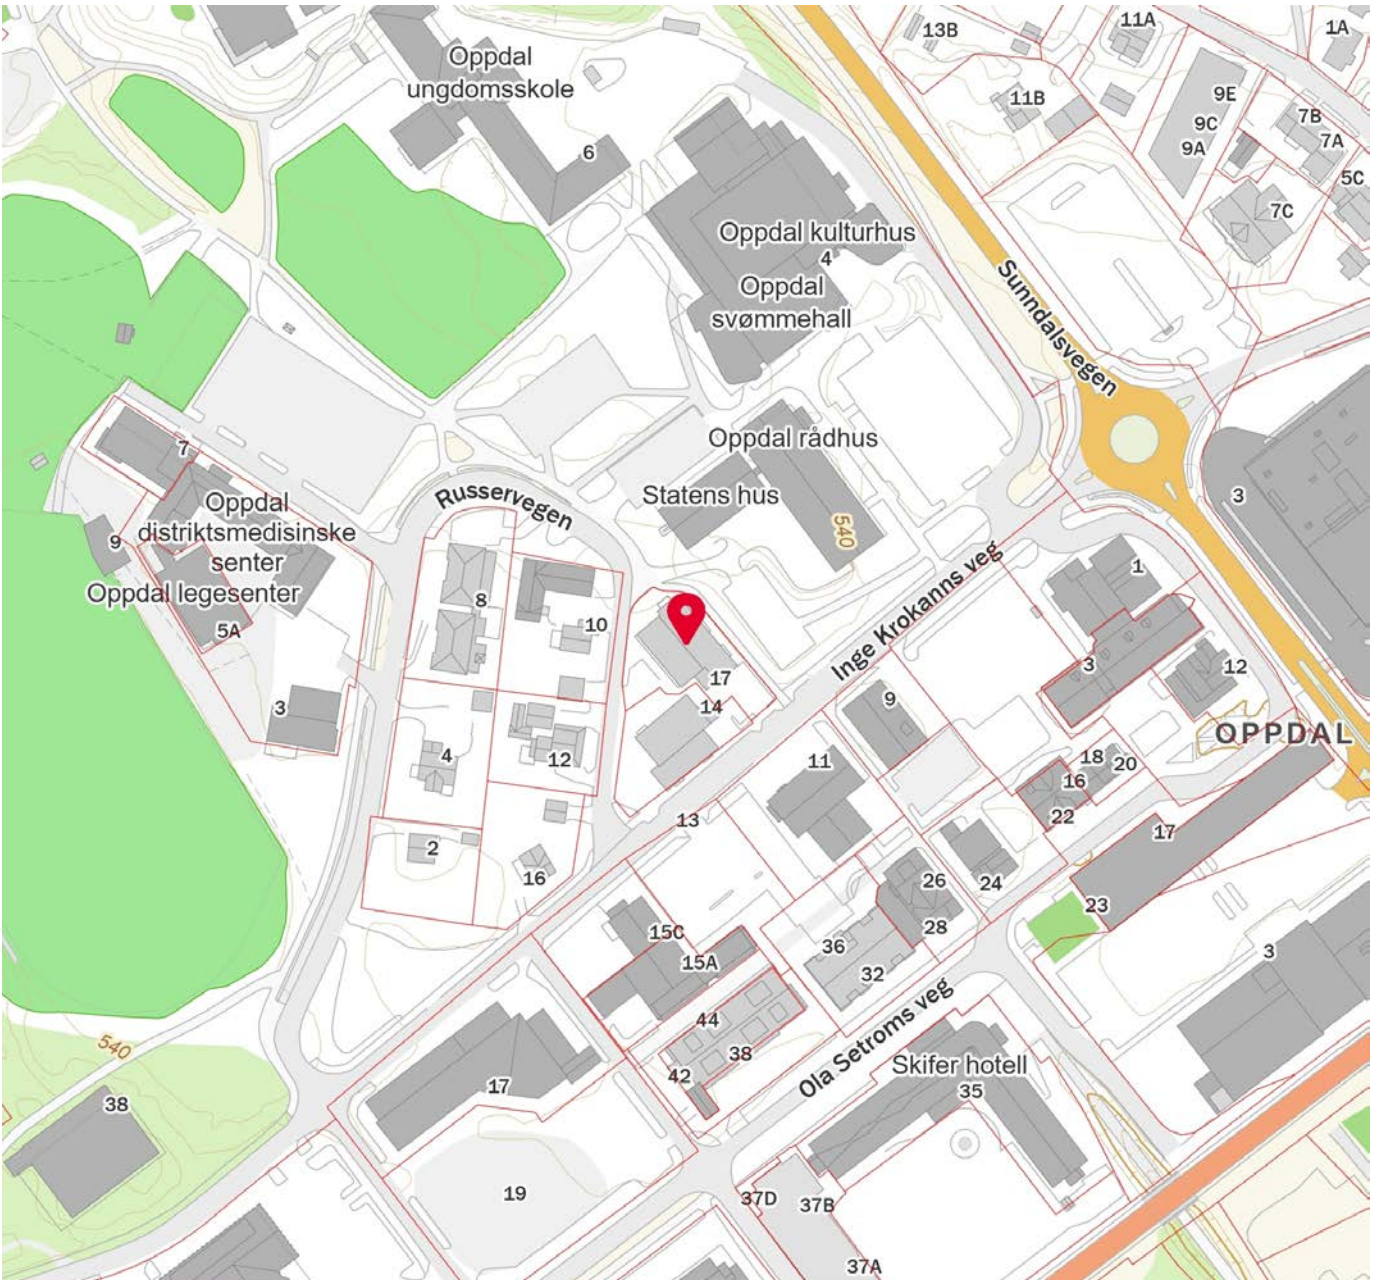 13B
11A
1A
Oppdal
ungdomsskole
11B
9E
9C
9A
7B
7A
5C
7C
6
Oppdal kulturhus
4
Oppdal
svømmehall
Sunndalsvegen
Oppdal rådhus
Statens hus
540
Russervegen
7
Oppdal
distriktsmedisinske
senter
Oppdal legesenter
9
5A
3
8
10
4
12
2
16
17
14
Inge Krokanns veg
3
1
3
12
OPPDAL
9
11
13
18
16
20
22
17
24
23
26
28
36
32
15C
15A
44
38
42
Ola Setroms veg
3
Skifer hotell
35
17
540
38
19
37D
37B
37A